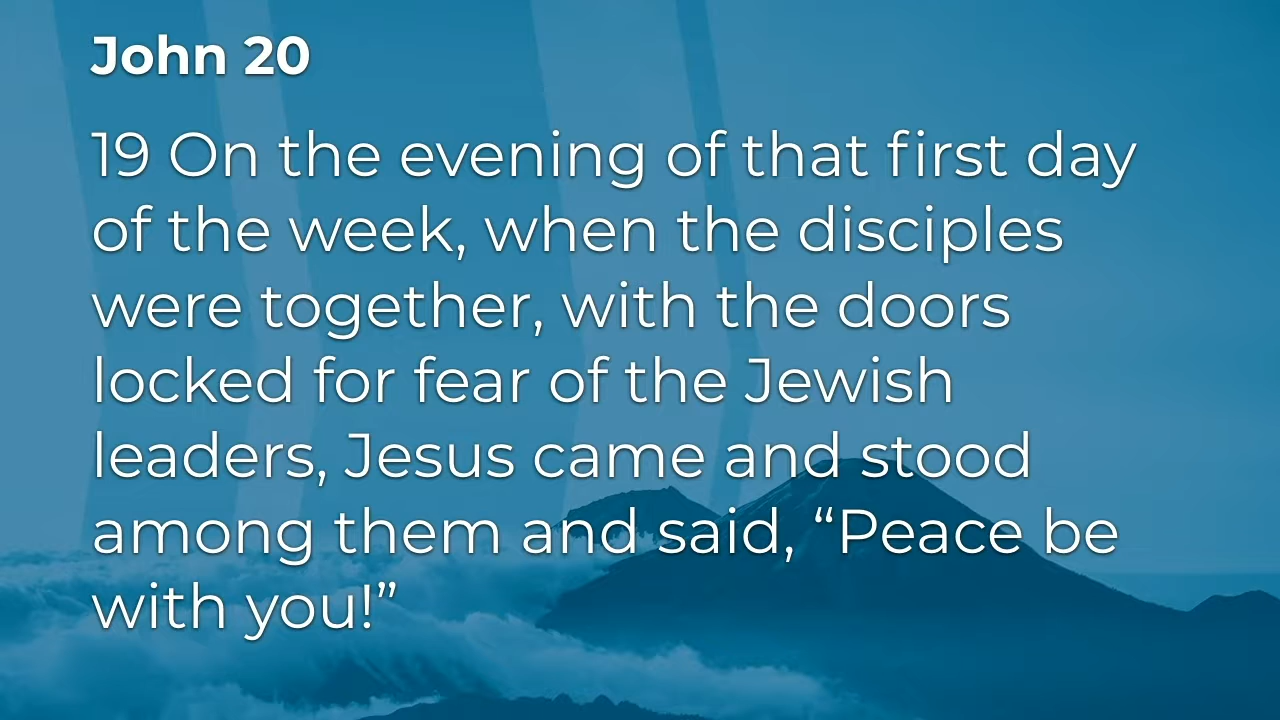 John 20
19 On the evening of that first day
of the week, when the disciples
were together, with the doors
locked for fear of the Jewish
leaders, Jesus came and stood
among them and said, “Peace be
with you!”